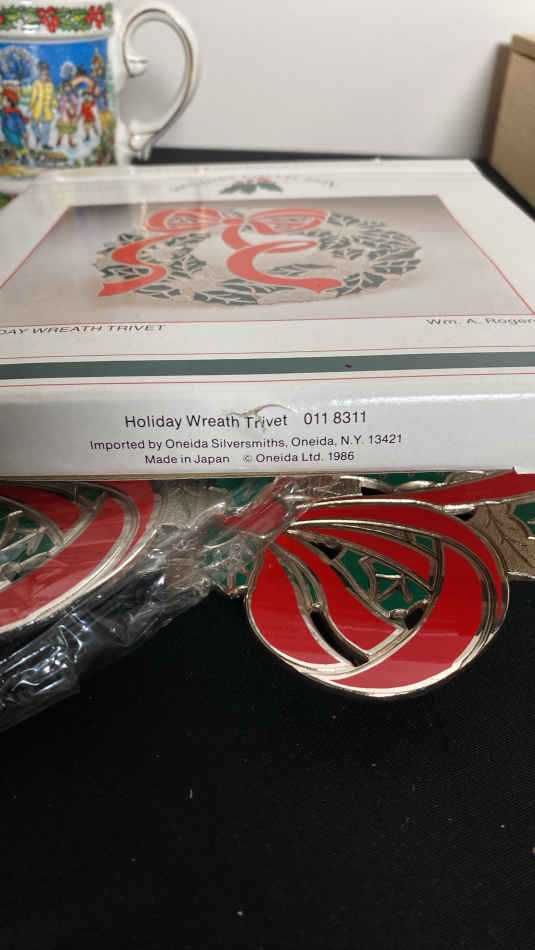 DAY WREATH TRIVET
Wm. A. Roger
Holiday Wreath Trivet 011 8311
Imported by Oneida Silversmiths, Oneida, N.Y. 13421
Made in Japan © Oneida Ltd. 1986